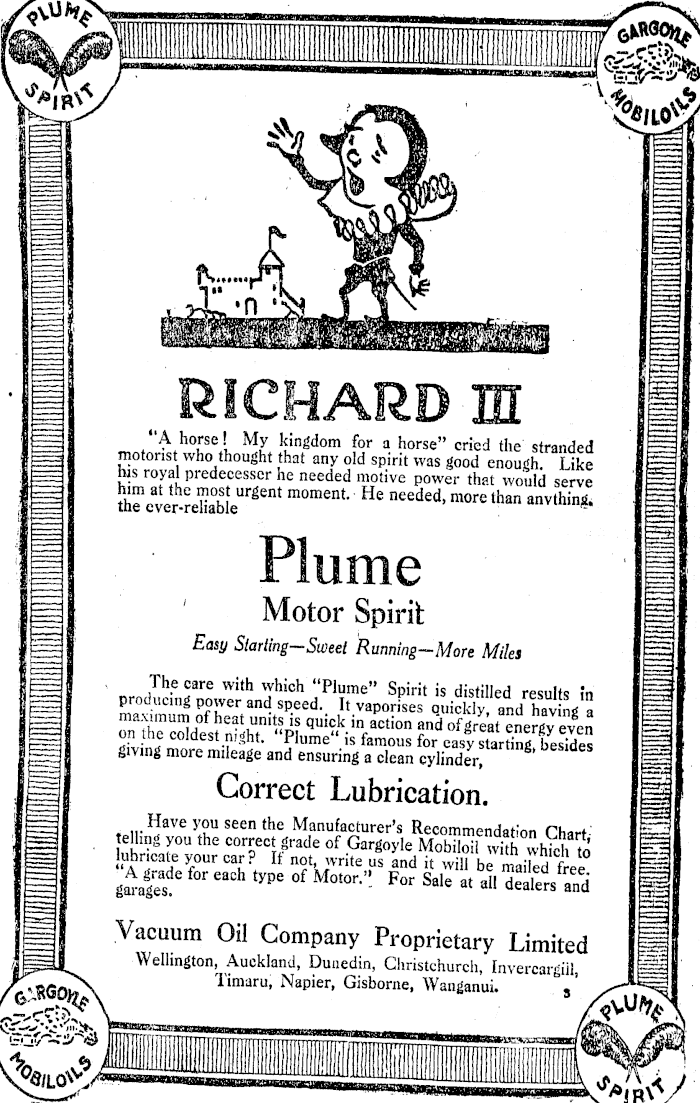 PLUME
SPIRIT
GARGOYLE
MOBILOILS
RICHARD III
"A horse! My kingdom for a horse" cried the stranded
motorist who thought that any old spirit was good enough. Like
his royal predecesser he needed motive power that would serve
him at the most urgent moment. He needed, more than anything,
the ever-reliable
Plume
Motor Spirit
Easy Starting—Sweet Running—More Miles
The care with which "Plume" Spirit is distilled results in
producing power and speed. It vaporises quickly, and having a
maximum of heat units is quick in action and of great energy even
on the coldest night. "Plume" is famous for easy starting, besides
giving more mileage and ensuring a clean cylinder,
Correct Lubrication.
Have you seen the Manufacturer's Recommendation Chart,
telling you the correct grade of Gargoyle Mobiloil with which to
lubricate your car? If not, write us and it will be mailed free.
"A grade for each type of Motor." For Sale at all dealers and
garages.
Vacuum Oil Company Proprietary Limited
Wellington, Auckland, Dunedin, Christchurch, Invercargill,
Timaru, Napier, Gisborne, Wanganui.
3
GARGOYLE
MOBILOILS
PLUME
SPIRIT